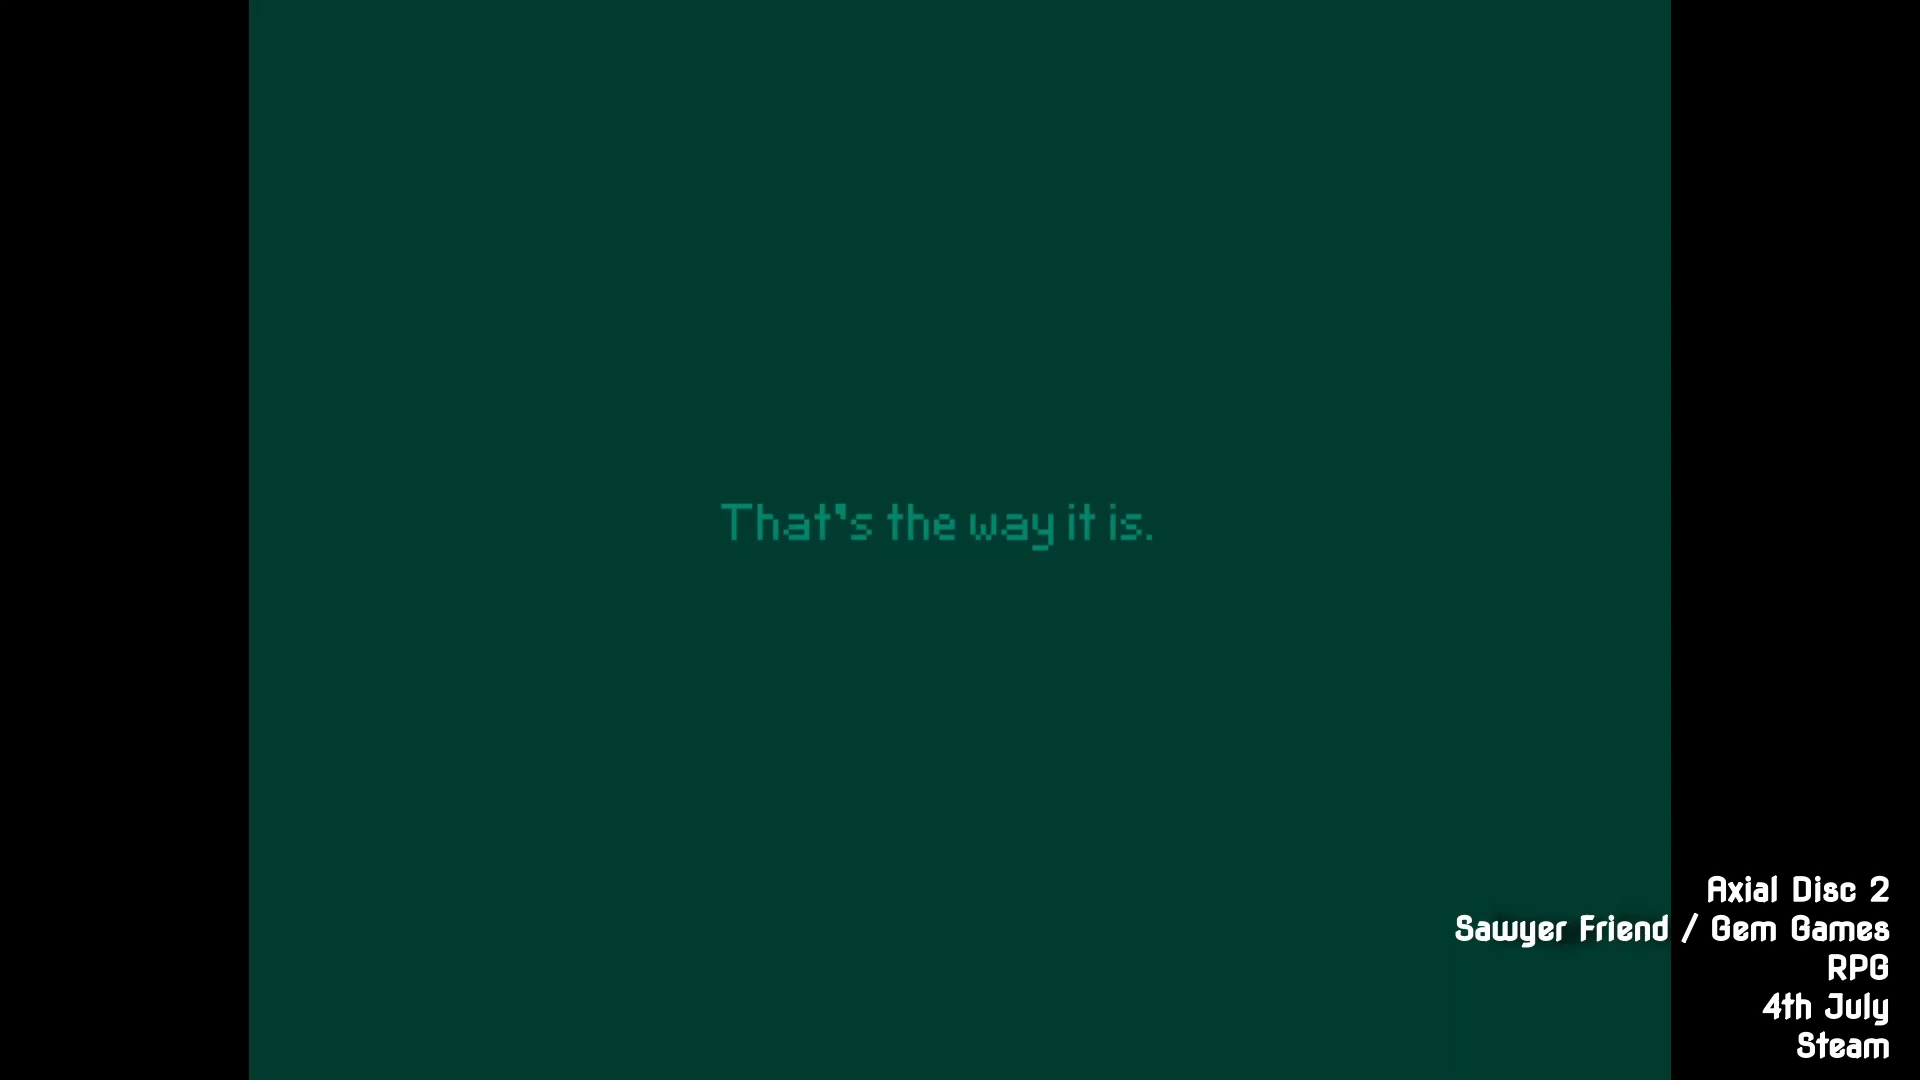 That's the way it is.
Axial Disc 2
Sawyer Friend / Gem Games
RPG
4th July
Steam